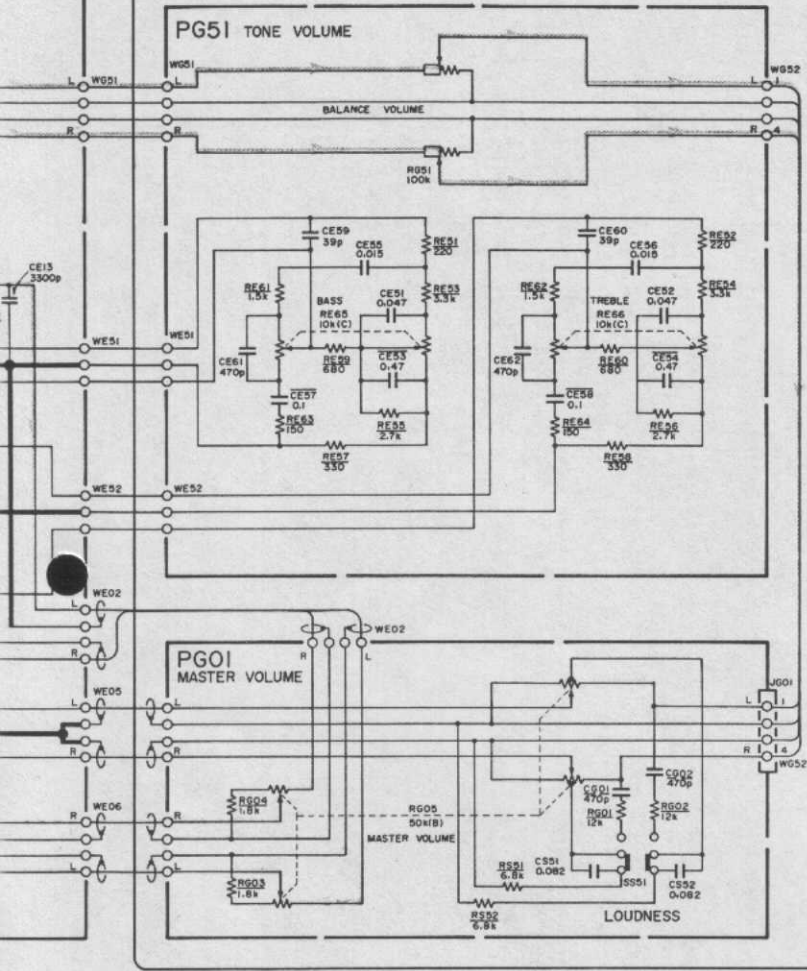 PG51 TONE VOLUME
L WG51
WG51
L
WG52
L 1
BALANCE VOLUME
R
R
R 4
RG51
100k
CE13
3300p
CE59
39p
CE55
0.015
RE51
220
CE60
39p
CE56
0.015
RE52
220
RE61
1.5k
BASS
RE65
10k(C)
CE51
0.047
RE53
3.3k
RE62
1.5k
TREBLE
RE66
10k(C)
CE52
0.047
RE54
3.3k
WE51
WE51
CE61
470p
RE59
680
CE53
0.47
CE62
470p
RE60
680
CE54
0.47
CE57
0.1
RE63
150
RE55
2.7k
CE58
0.1
RE64
150
RE56
2.7k
RE57
330
RE58
330
WE52
WE52
WE02
L
R
WE02
R
L
PG01
MASTER VOLUME
JG01
WE05
L
L
L 1
R
R
R 4
WG52
CG01
470p
CG02
470p
RG04
1.8k
RG05
50k(B)
MASTER VOLUME
RG01
12k
RG02
12k
WE06
R
R
RG03
1.8k
L
L
RS51
6.8k
CS51
0.082
SS51
CS52
0.082
RS52
6.8k
LOUDNESS